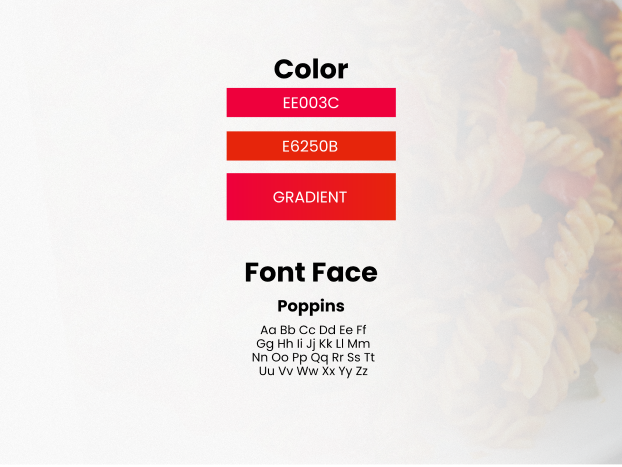 Color
EE003C
E6250B
GRADIENT
Font Face
Poppins
Aa Bb Cc Dd Ee Ff
Gg Hh Ii Jj Kk Ll Mm
Nn Oo Pp Qq Rr Ss Tt
Uu Vv Ww Xx Yy Zz